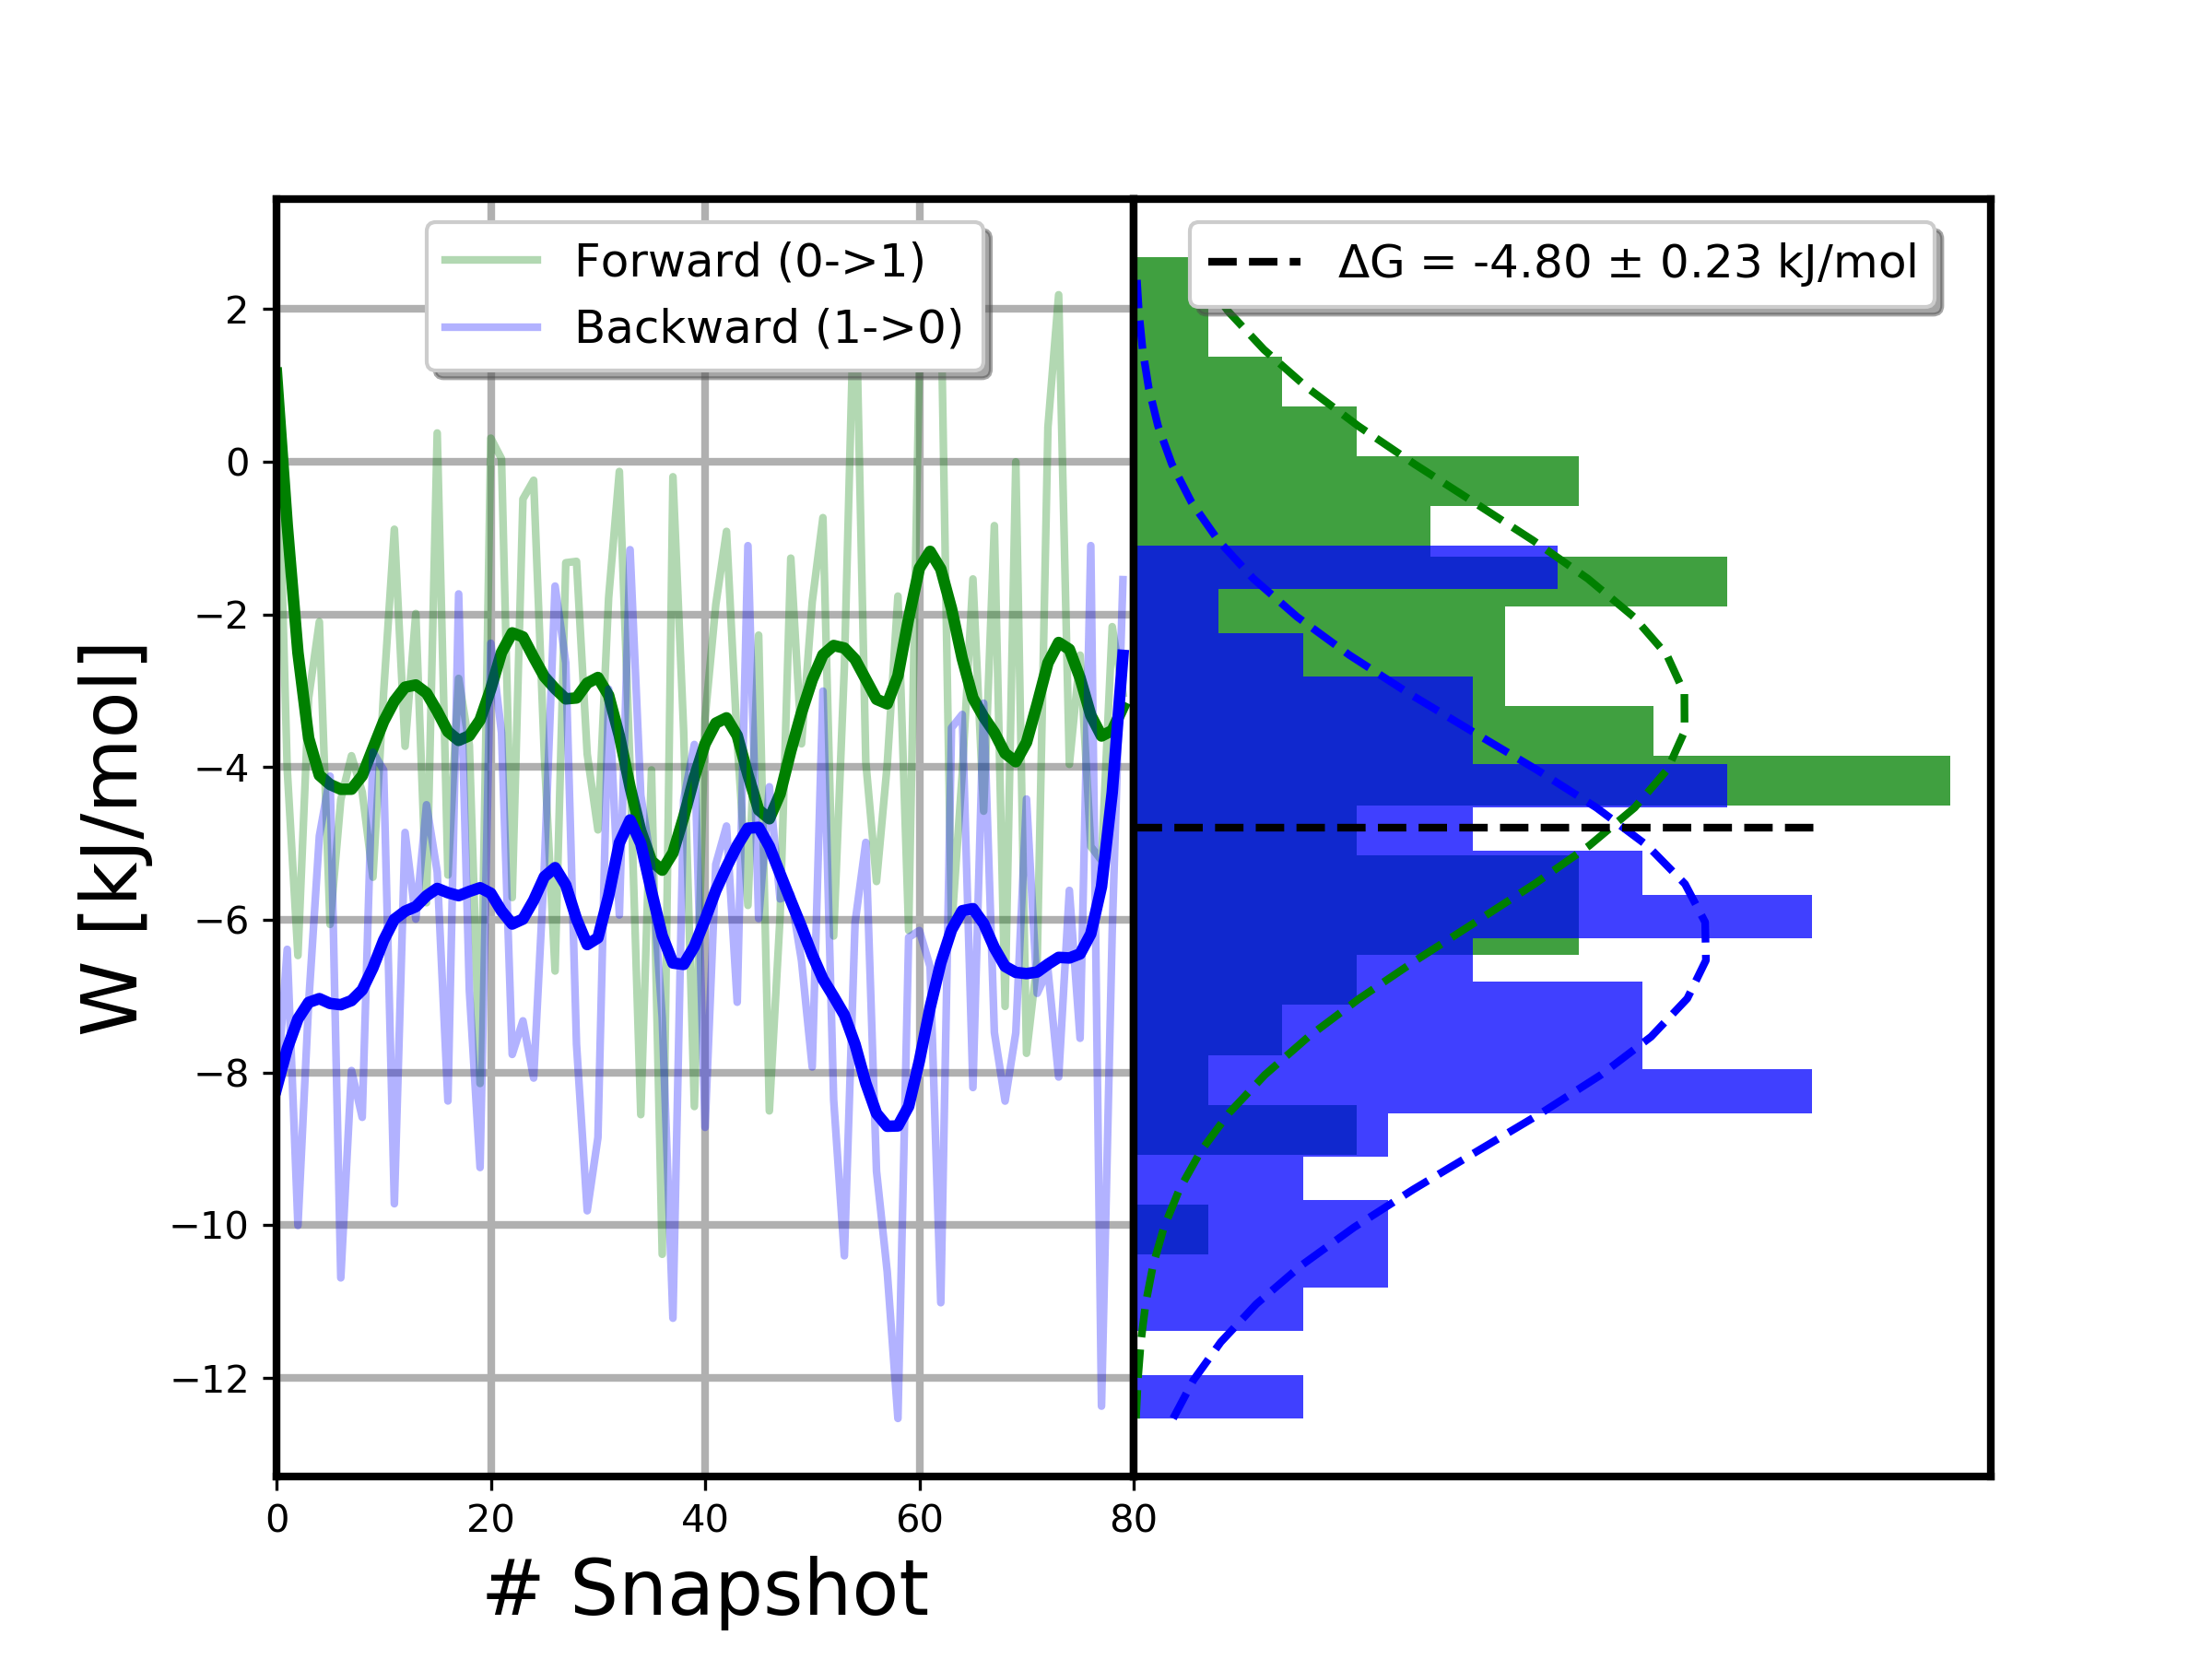 Forward (0->1)
Backward (1->0)
ΔG = -4.80 ± 0.23 kJ/mol
W [kJ/mol]
2
0
−2
−4
−6
−8
−10
−12
0 20 40 60 80
# Snapshot